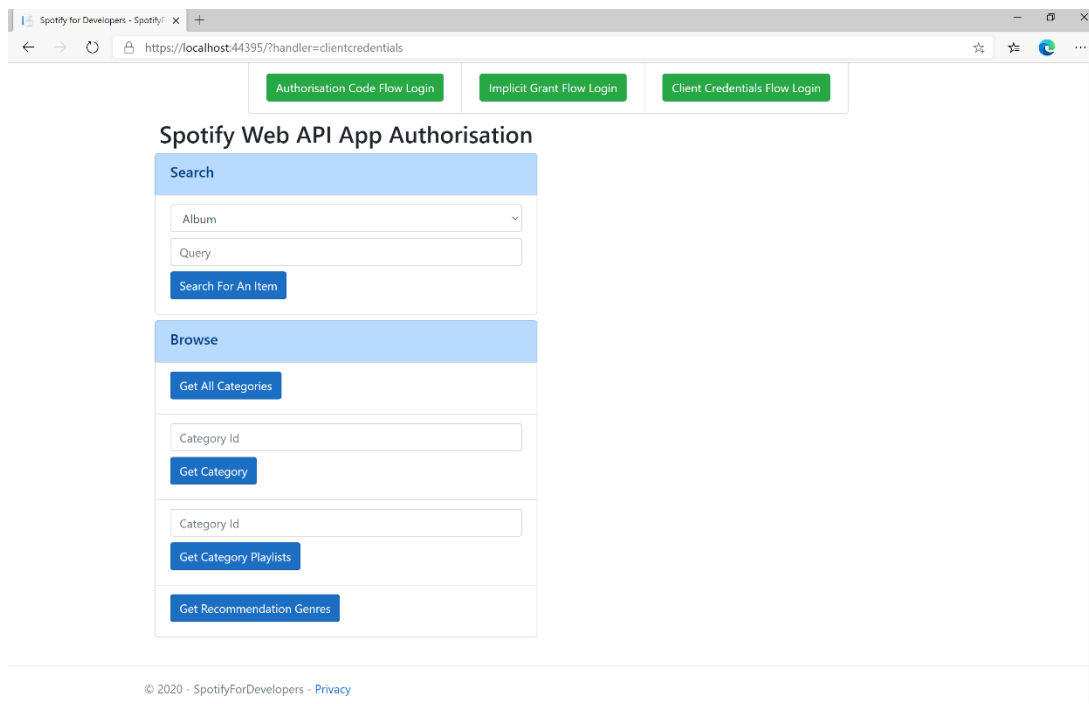 Spotify for Developers - SpotifyF
https://localhost:44395/?handler=clientcredentials
Authorisation Code Flow Login Implicit Grant Flow Login Client Credentials Flow Login
Spotify Web API App Authorisation
Search
Album
Query
Search For An Item
Browse
Get All Categories
Category Id
Get Category
Category Id
Get Category Playlists
Get Recommendation Genres
© 2020 - SpotifyForDevelopers - Privacy